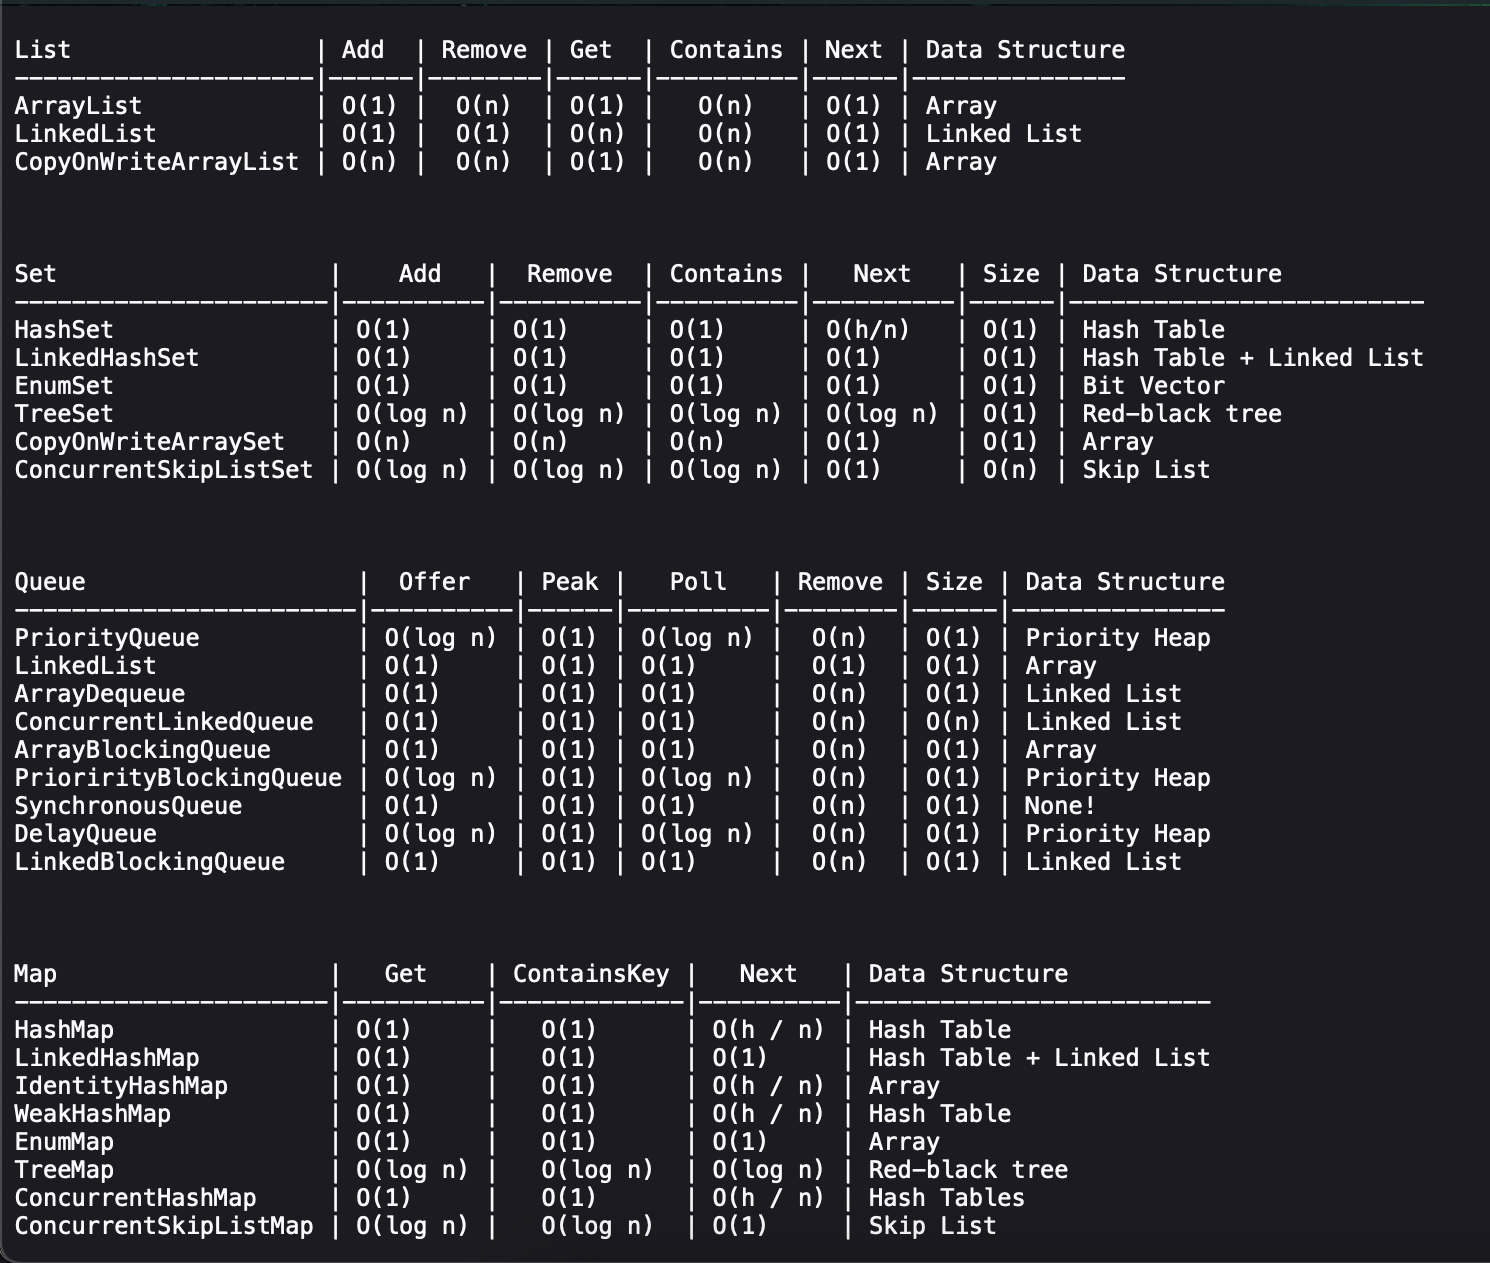 List                 | Add  | Remove | Get  | Contains | Next | Data Structure
---------------------|------|--------|------|----------|------|---------------
ArrayList            | O(1) |  O(n)  | O(1) |   O(n)   | O(1) | Array
LinkedList           | O(1) |  O(1)  | O(n) |   O(n)   | O(1) | Linked List
CopyOnWriteArrayList | O(n) |  O(n)  | O(1) |   O(n)   | O(1) | Array
Set                   |    Add   |  Remove  | Contains |   Next   | Size | Data Structure
----------------------|----------|----------|----------|----------|------|-------------------------
HashSet               | O(1)     | O(1)     | O(1)     | O(h/n)   | O(1) | Hash Table
LinkedHashSet         | O(1)     | O(1)     | O(1)     | O(1)     | O(1) | Hash Table + Linked List
EnumSet               | O(1)     | O(1)     | O(1)     | O(1)     | O(1) | Bit Vector
TreeSet               | O(log n) | O(log n) | O(log n) | O(log n) | O(1) | Red-black tree
CopyOnWriteArraySet   | O(n)     | O(n)     | O(n)     | O(1)     | O(1) | Array
ConcurrentSkipListSet | O(log n) | O(log n) | O(log n) | O(1)     | O(n) | Skip List
Queue                   |  Offer   | Peak |   Poll   | Remove | Size | Data Structure
------------------------|----------|------|----------|--------|------|---------------
PriorityQueue           | O(log n) | O(1) | O(log n) |  O(n)  | O(1) | Priority Heap
LinkedList              | O(1)     | O(1) | O(1)     |  O(1)  | O(1) | Array
ArrayDequeue            | O(1)     | O(1) | O(1)     |  O(n)  | O(1) | Linked List
ConcurrentLinkedQueue   | O(1)     | O(1) | O(1)     |  O(n)  | O(n) | Linked List
ArrayBlockingQueue      | O(1)     | O(1) | O(1)     |  O(n)  | O(1) | Array
PriorirityBlockingQueue | O(log n) | O(1) | O(log n) |  O(n)  | O(1) | Priority Heap
SynchronousQueue        | O(1)     | O(1) | O(1)     |  O(n)  | O(1) | None!
DelayQueue              | O(log n) | O(1) | O(log n) |  O(n)  | O(1) | Priority Heap
LinkedBlockingQueue     | O(1)     | O(1) | O(1)     |  O(n)  | O(1) | Linked List
Map                   |   Get    | ContainsKey |   Next   | Data Structure
----------------------|----------|-------------|----------|-------------------------
HashMap               | O(1)     |   O(1)      | O(h / n) | Hash Table
LinkedHashMap         | O(1)     |   O(1)      | O(1)     | Hash Table + Linked List
IdentityHashMap       | O(1)     |   O(1)      | O(h / n) | Array
WeakHashMap           | O(1)     |   O(1)      | O(h / n) | Hash Table
EnumMap               | O(1)     |   O(1)      | O(1)     | Array
TreeMap               | O(log n) |   O(log n)  | O(log n) | Red-black tree
ConcurrentHashMap     | O(1)     |   O(1)      | O(h / n) | Hash Tables
ConcurrentSkipListMap | O(log n) |   O(log n)  | O(1)     | Skip List